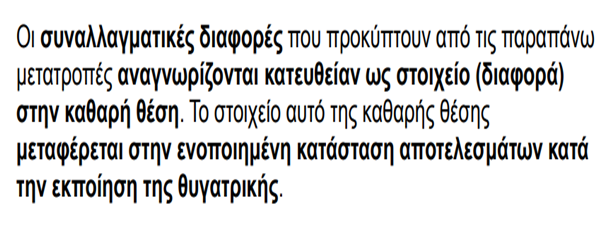 Οι συναλλαγματικές διαφορές που προκύπτουν από τις παραπάνω
μετατροπές αναγνωρίζονται κατευθείαν ως στοιχείο (διαφορά)
στην καθαρή θέση. Το στοιχείο αυτό της καθαρής θέσης
μεταφέρεται στην ενοποιημένη κατάσταση αποτελεσμάτων κατά
την εκποίηση της θυγατρικής.